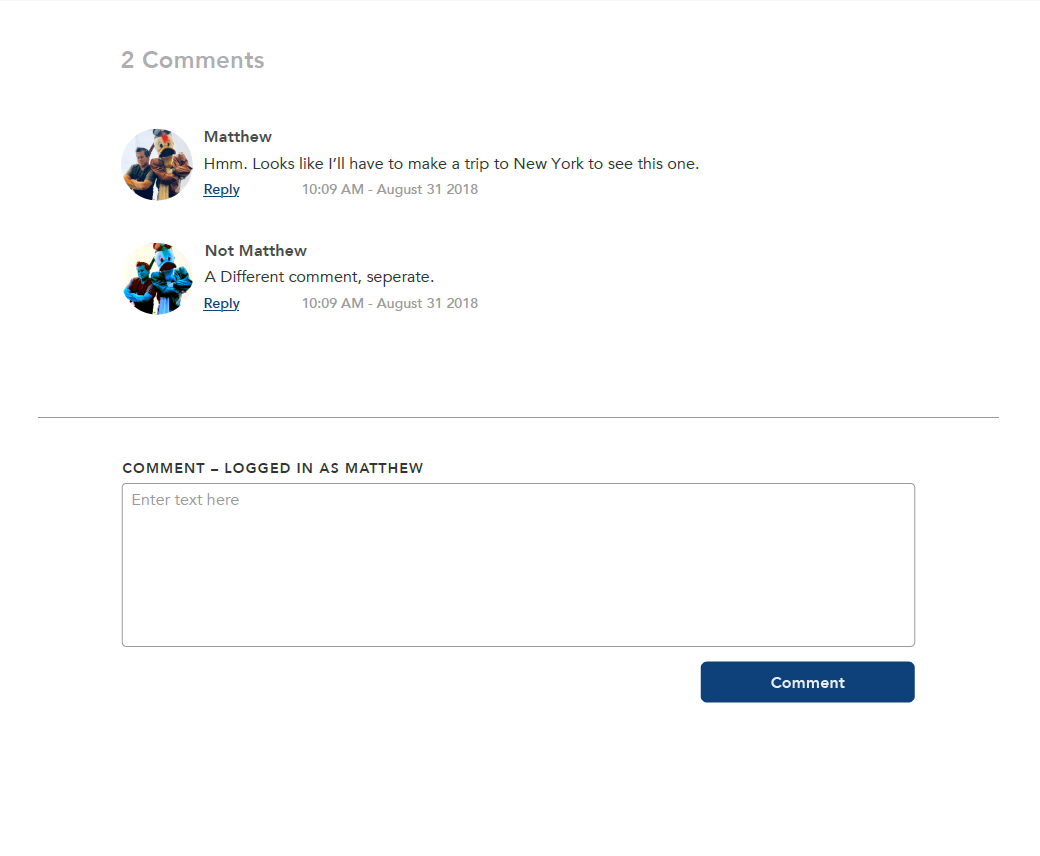 2 Comments
Matthew
Hmm. Looks like I’ll have to make a trip to New York to see this one.
Reply 10:09 AM - August 31 2018
Not Matthew
A Different comment, seperate.
Reply 10:09 AM - August 31 2018
COMMENT – LOGGED IN AS MATTHEW
Enter text here
Comment